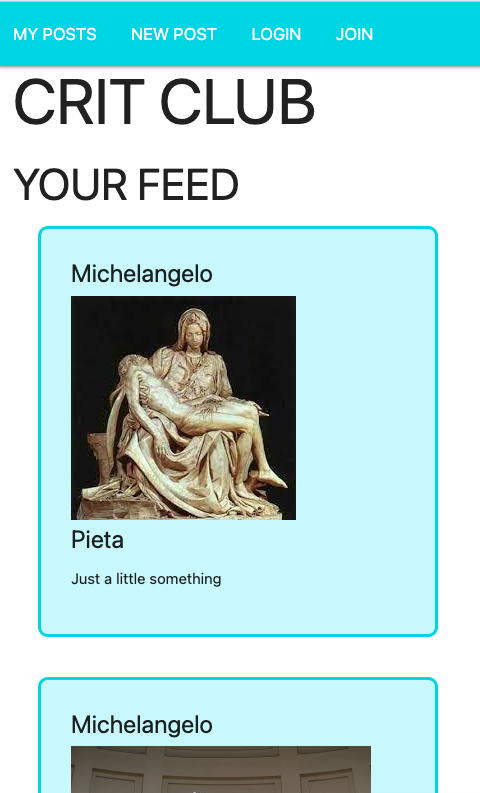 MY POSTS NEW POST LOGIN JOIN
CRIT CLUB
YOUR FEED
Michelangelo
Pieta
Just a little something
Michelangelo